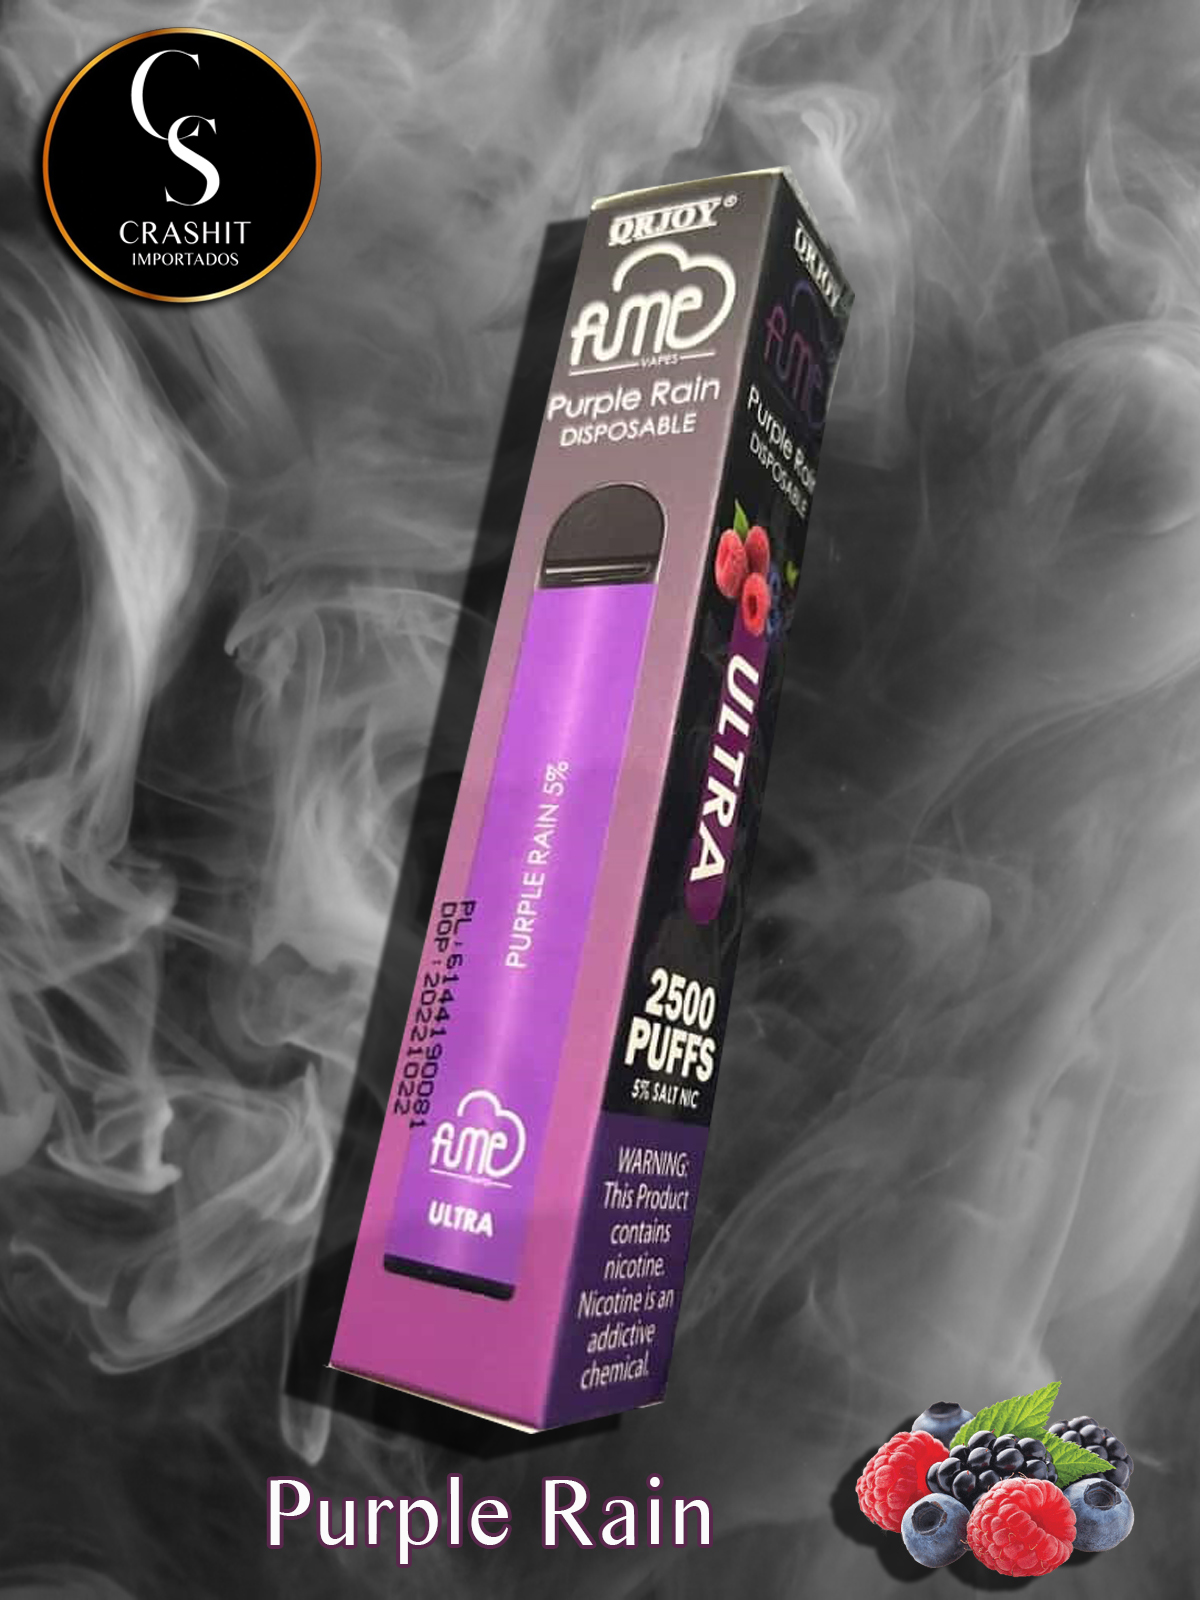 CS
CRASHIT
IMPORTADOS
QRJOY®
fume
VAPES
Purple Rain
DISPOSABLE
PURPLE RAIN 5%
PL:6144190081
DOP:20221022
fume
ULTRA
QRJOY
fume
Purple Rain
DISPOSABLE
ULTRA
2500
PUFFS
5% SALT NIC
WARNING:
This Product
contains
nicotine.
Nicotine is an
addictive
chemical.
Purple Rain